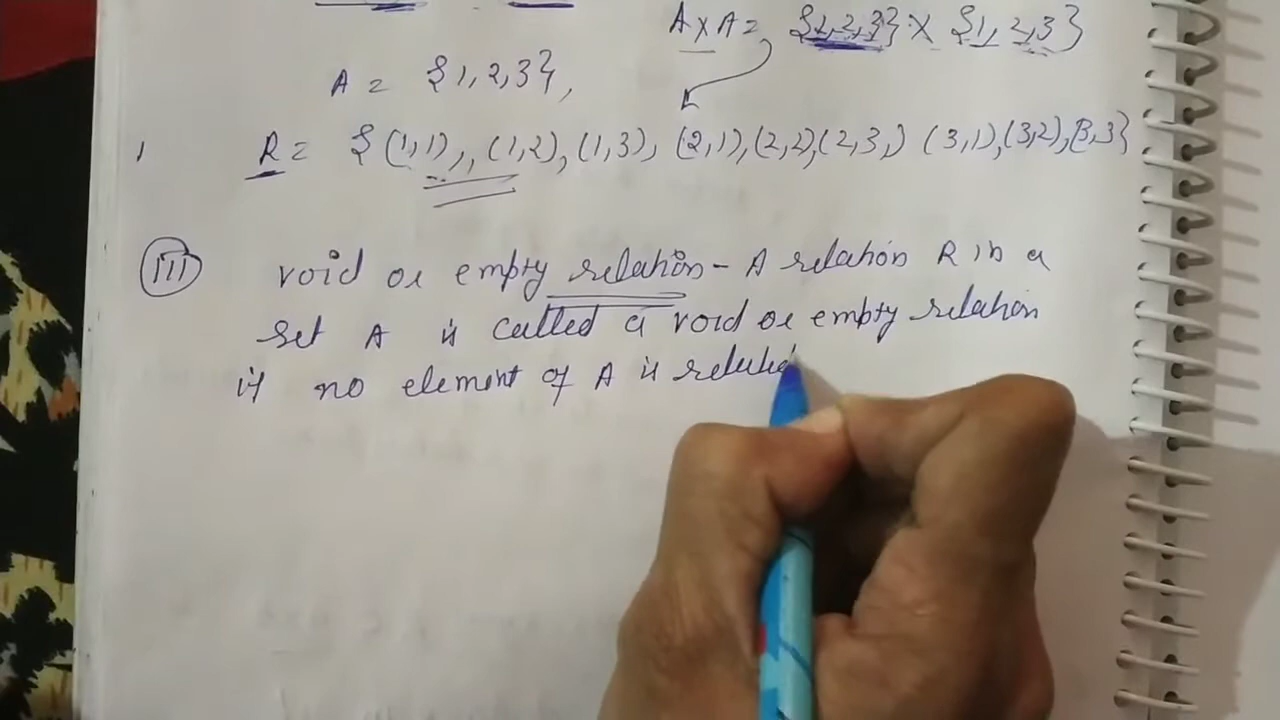 A×A = {1,2,3} × {1,2,3}
A = {1,2,3},
R = {(1,1),,(1,2),(1,3),(2,1),(2,2),(2,3,) (3,1),(3,2),(3,3}
(iii) void or empty relation - A relation R in a
set A is called a void or empty relation
if no element of A is related